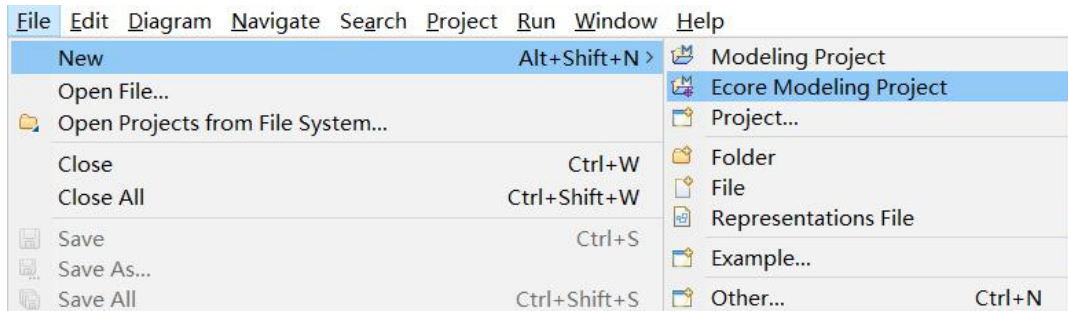 File Edit Diagram Navigate Search Project Run Window Help
New Alt+Shift+N >
Open File...
Open Projects from File System...
Close Ctrl+W
Close All Ctrl+Shift+W
Save Ctrl+S
Save As...
Save All Ctrl+Shift+S
Modeling Project
Ecore Modeling Project
Project...
Folder
File
Representations File
Example...
Other... Ctrl+N